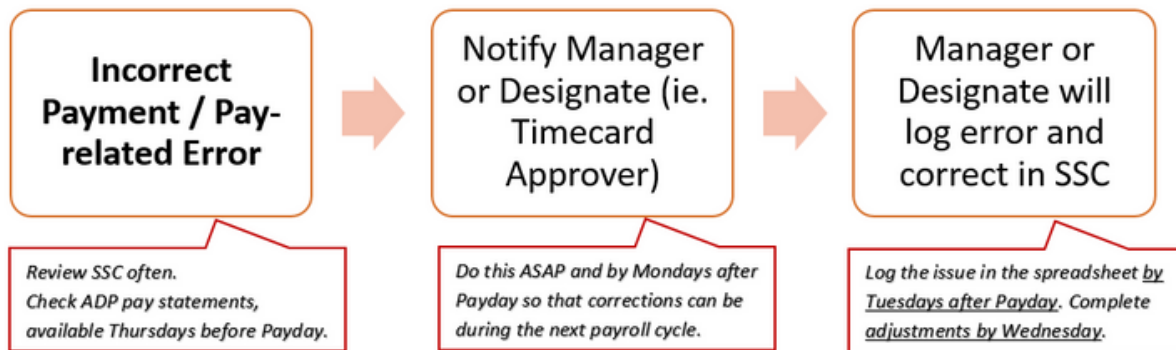 Incorrect
Payment / Pay-
related Error
Notify Manager
or Designate (ie.
Timecard
Approver)
Manager or
Designate will
log error and
correct in SSC
Review SSC often.
Check ADP pay statements,
available Thursdays before Payday.
Do this ASAP and by Mondays after
Payday so that corrections can be
during the next payroll cycle.
Log the issue in the spreadsheet by
Tuesdays after Payday. Complete
adjustments by Wednesday.